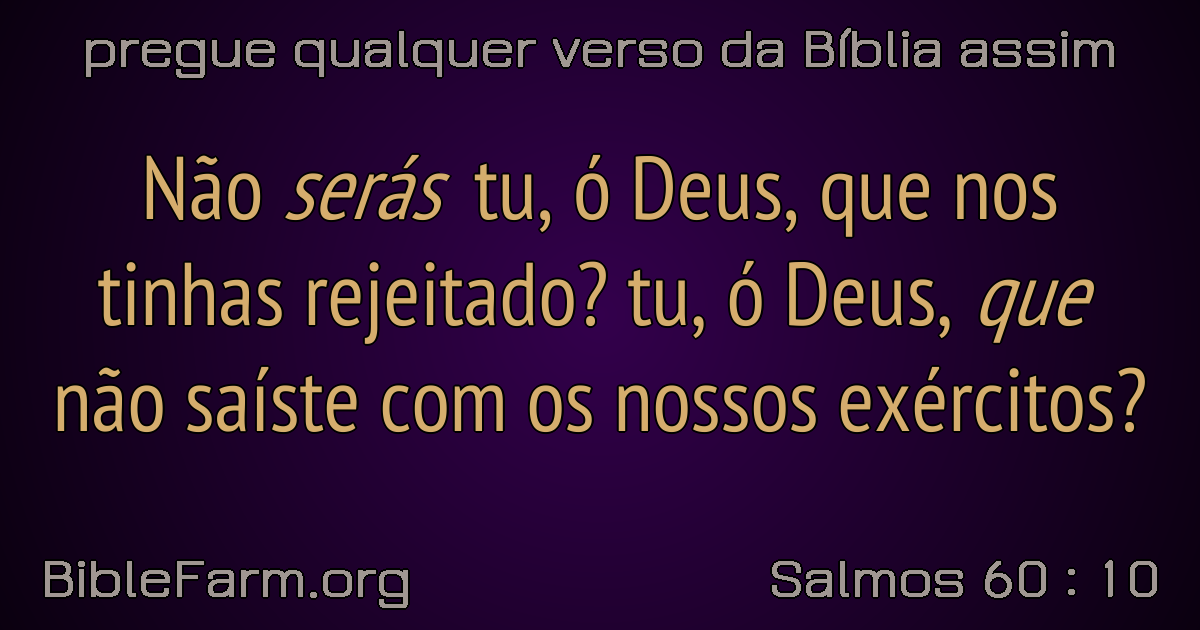 pregue qualquer verso da Bíblia assim
Não serás tu, ó Deus, que nos
tinhas rejeitado? tu, ó Deus, que
não saíste com os nossos exércitos?
BibleFarm.org
Salmos 60 : 10